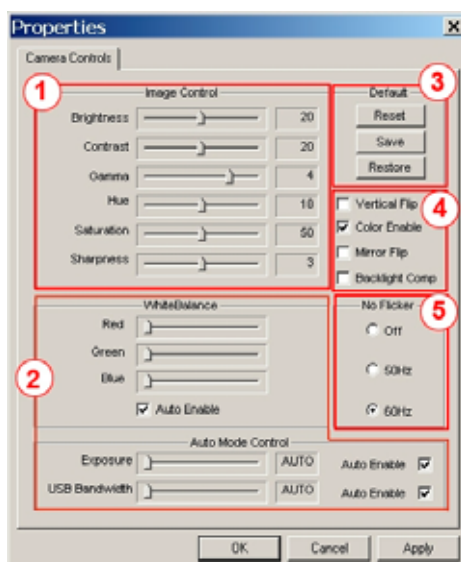 Properties
Camera Controls
1
Image Control
Brightness 20
Contrast 20
Gamma 4
Hue 10
Saturation 50
Sharpness 3
3
Default
Reset
Save
Restore
4
Vertical Flip
Color Enable
Mirror Flip
Backlight Comp
2
WhiteBalance
Red
Green
Blue
Auto Enable
5
No Flicker
Off
50Hz
60Hz
Auto Mode Control
Exposure AUTO Auto Enable
USB Bandwidth AUTO Auto Enable
OK Cancel Apply